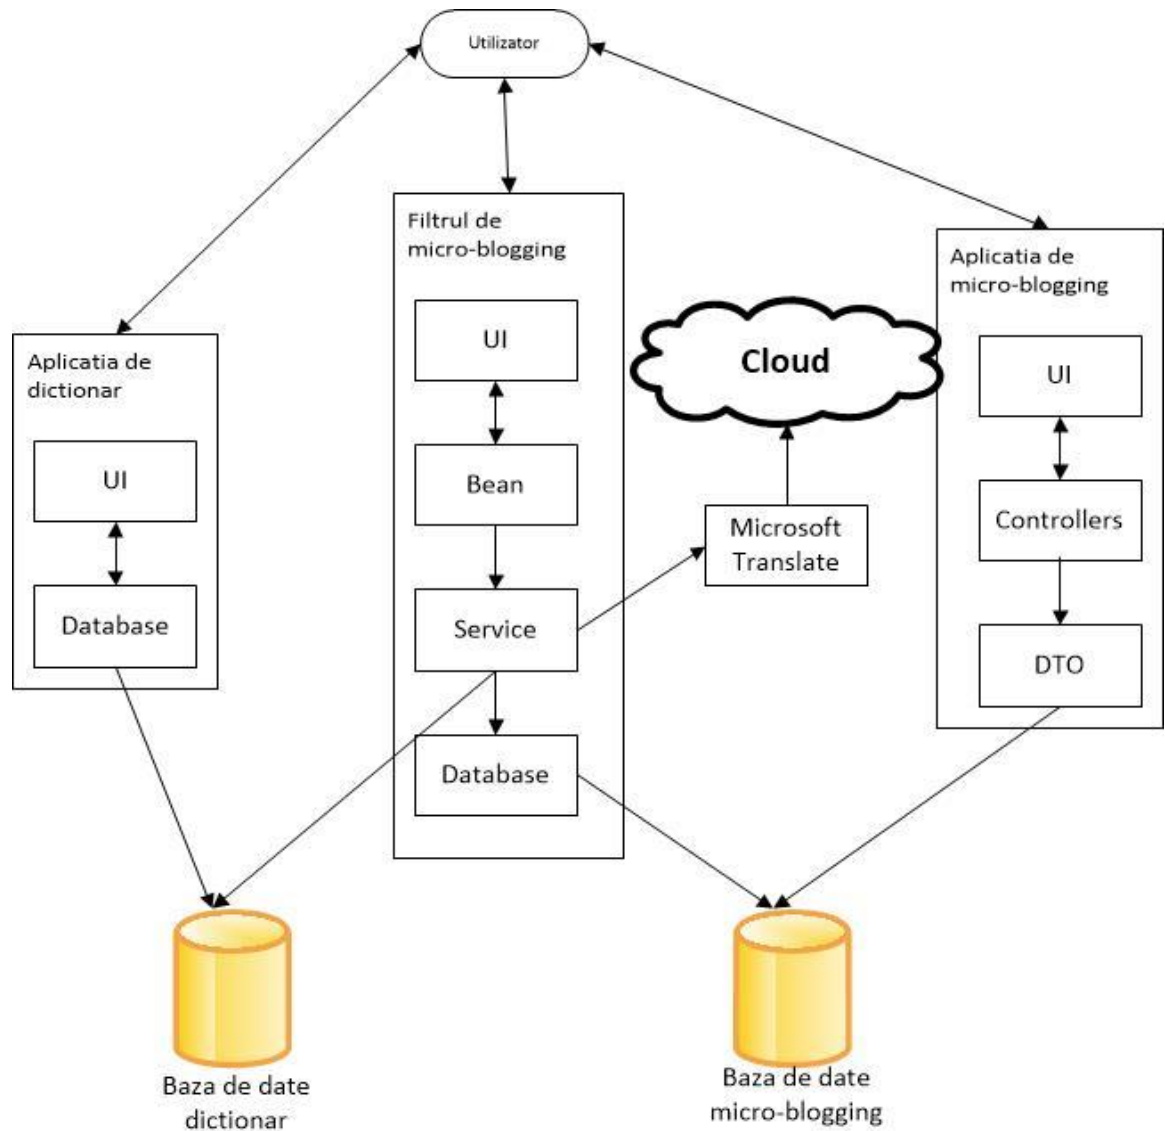 Utilizator
Filtrul de
micro-blogging
UI
Bean
Service
Database
Aplicatia de
dictionar
UI
Database
Cloud
Microsoft
Translate
Aplicatia de
micro-blogging
UI
Controllers
DTO
Baza de date
dictionar
Baza de date
micro-blogging